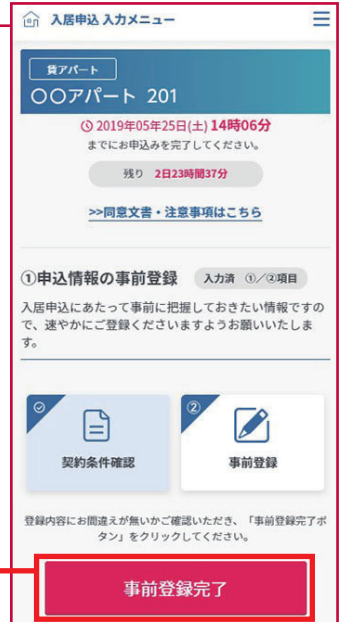 入居申込 入力メニュー
賃アパート
〇〇アパート 201
2019年05年25日(土) 14時06分
までにお申込みを完了してください。
残り 2日23時間37分
>>同意文書・注意事項はこちら
①申込情報の事前登録 入力済 ①/②項目
入居申込にあたって事前に把握しておきたい情報ですの
で、速やかにご登録くださいますようお願いいたしま
す。
②
契約条件確認 事前登録
登録内容にお間違えが無いかご確認いただき、「事前登録完了ボ
タン」をクリックしてください。
事前登録完了